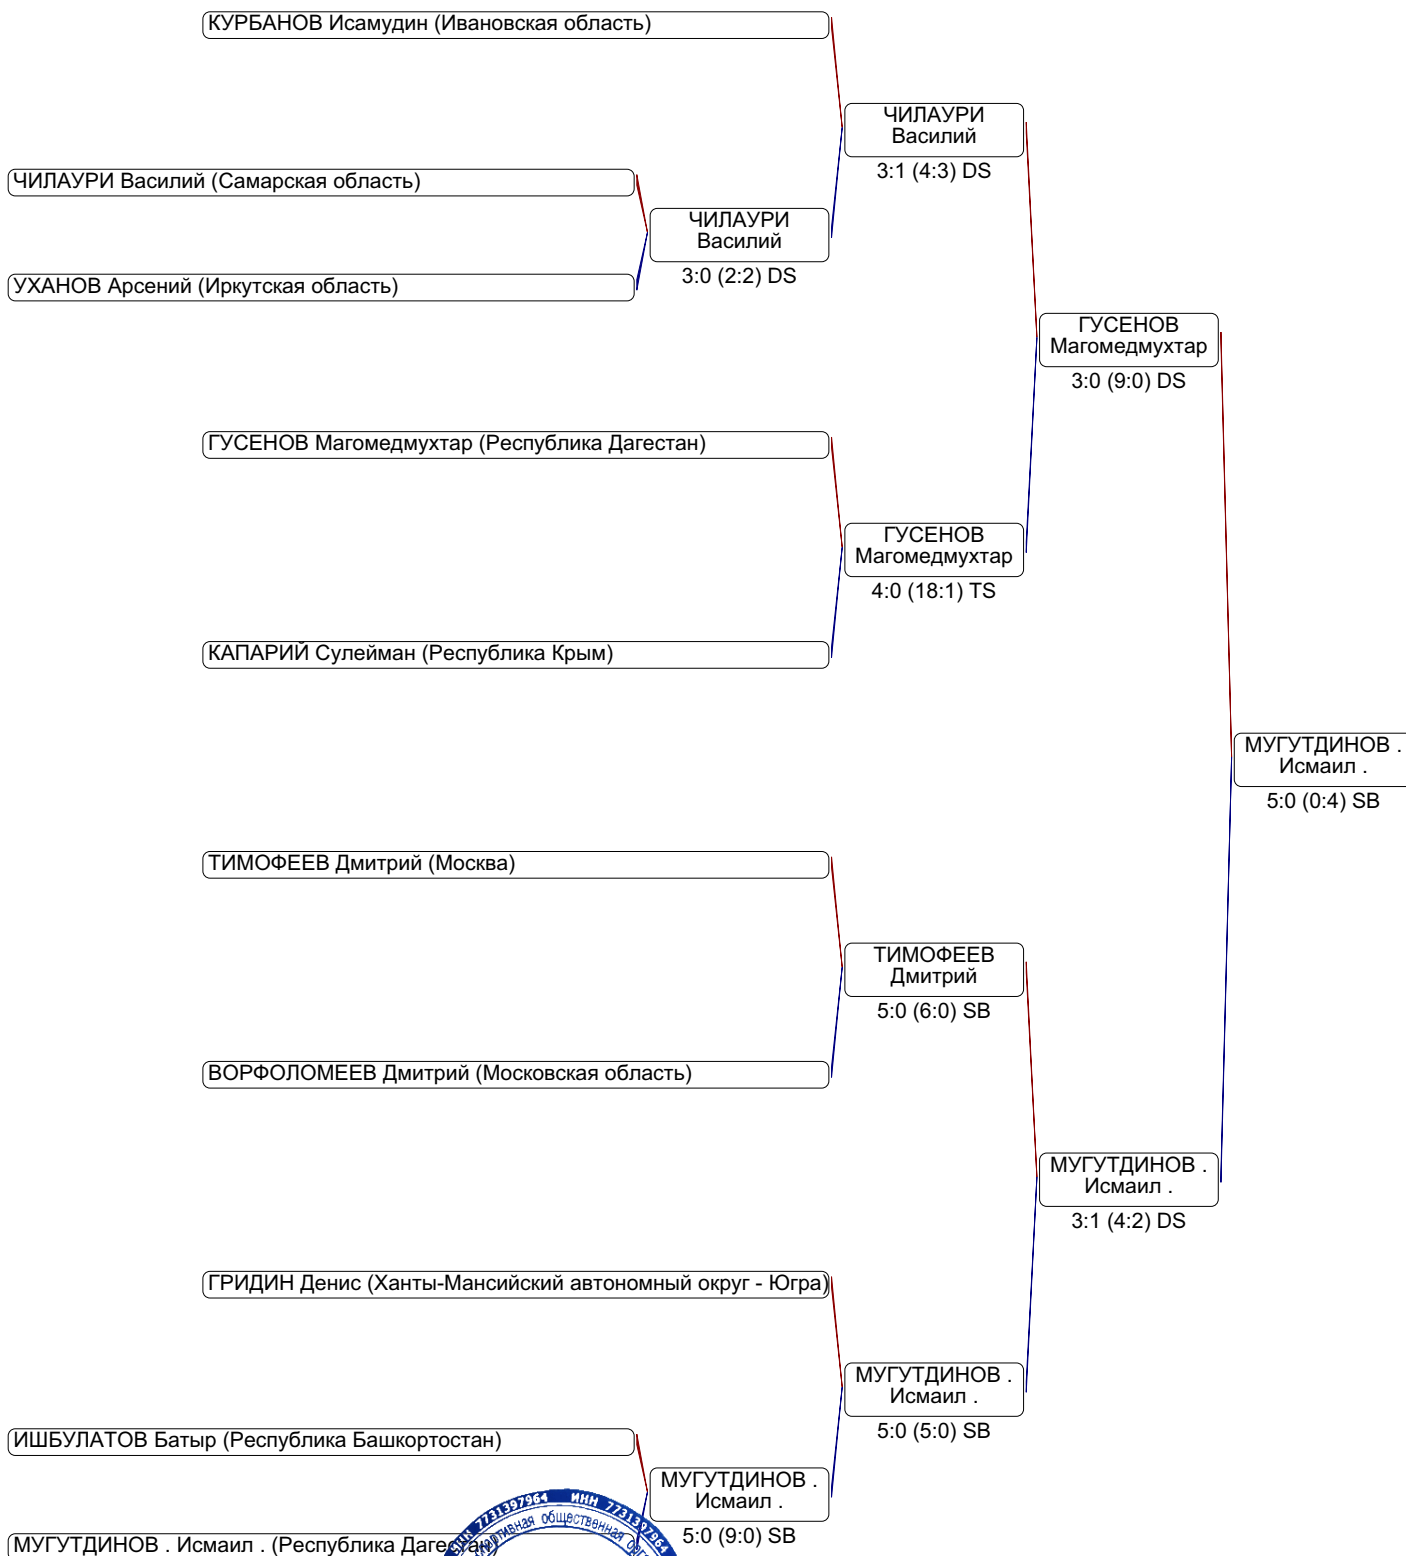 КУРБАНОВ Исамудин (Ивановская область)
ЧИЛАУРИ
Василий
3:1 (4:3) DS
ЧИЛАУРИ Василий (Самарская область)
ЧИЛАУРИ
Василий
3:0 (2:2) DS
УХАНОВ Арсений (Иркутская область)
ГУСЕНОВ
Магомедмухтар
3:0 (9:0) DS
ГУСЕНОВ Магомедмухтар (Республика Дагестан)
ГУСЕНОВ
Магомедмухтар
4:0 (18:1) TS
КАПАРИЙ Сулейман (Республика Крым)
МУГУТДИНОВ .
Исмаил .
5:0 (0:4) SB
ТИМОФЕЕВ Дмитрий (Москва)
ТИМОФЕЕВ
Дмитрий
5:0 (6:0) SB
ВОРФОЛОМЕЕВ Дмитрий (Московская область)
МУГУТДИНОВ .
Исмаил .
3:1 (4:2) DS
ГРИДИН Денис (Ханты-Мансийский автономный округ - Югра)
МУГУТДИНОВ .
Исмаил .
5:0 (5:0) SB
ИШБУЛАТОВ Батыр (Республика Башкортостан)
МУГУТДИНОВ .
Исмаил .
5:0 (9:0) SB
МУГУТДИНОВ . Исмаил . (Республика Дагестан)
7731397964 ИНН 7731397964
общественная